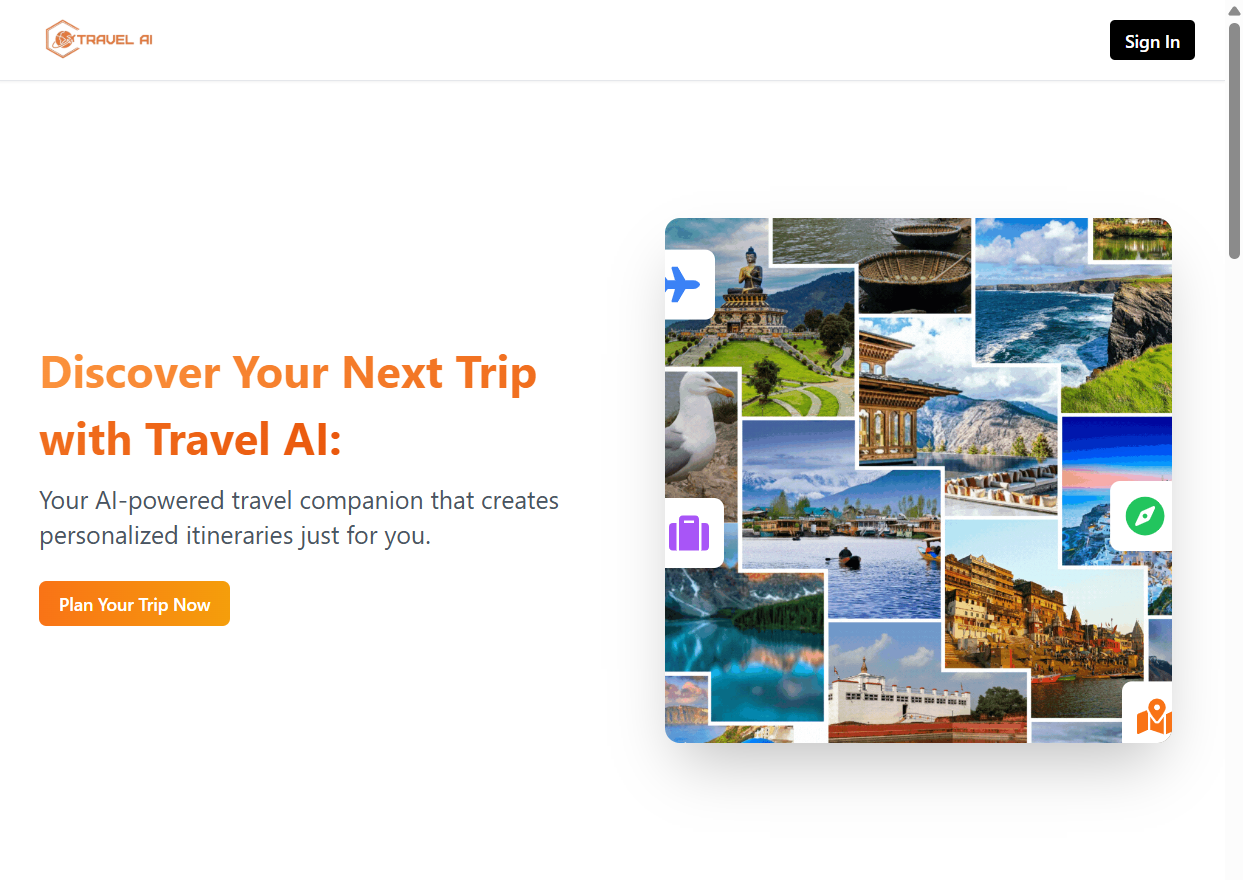 TRAVEL AI
Sign In
Discover Your Next Trip
with Travel AI:
Your AI-powered travel companion that creates
personalized itineraries just for you.
Plan Your Trip Now